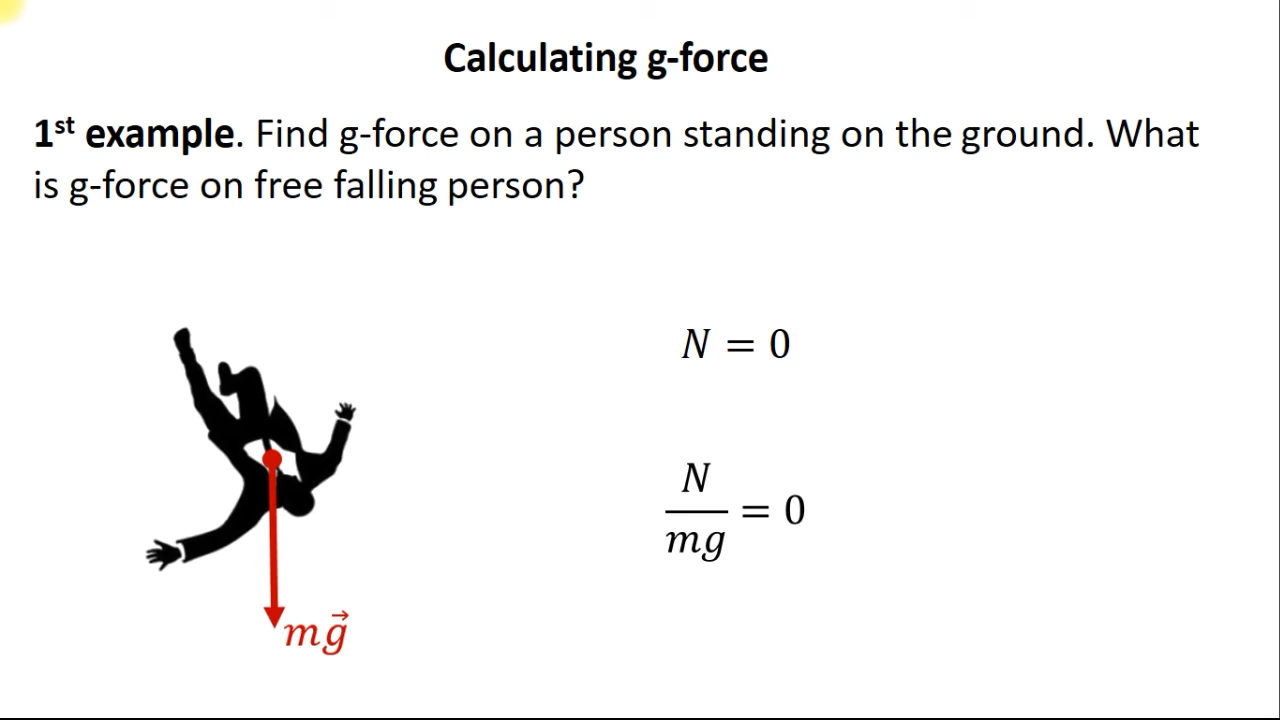 Calculating g-force
1st example. Find g-force on a person standing on the ground. What
is g-force on free falling person?
N = 0
N
mg = 0
mg⃗